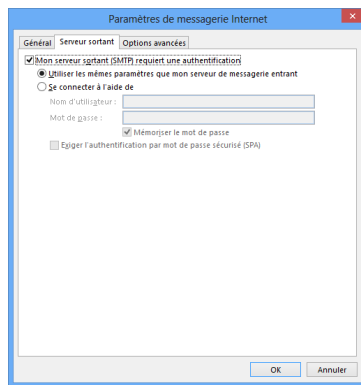 Paramètres de messagerie Internet
Général Serveur sortant Options avancées
Mon serveur sortant (SMTP) requiert une authentification
Utiliser les mêmes paramètres que mon serveur de messagerie entrant
Se connecter à l'aide de
Nom d'utilisateur :
Mot de passe :
Mémoriser le mot de passe
Exiger l'authentification par mot de passe sécurisé (SPA)
OK Annuler